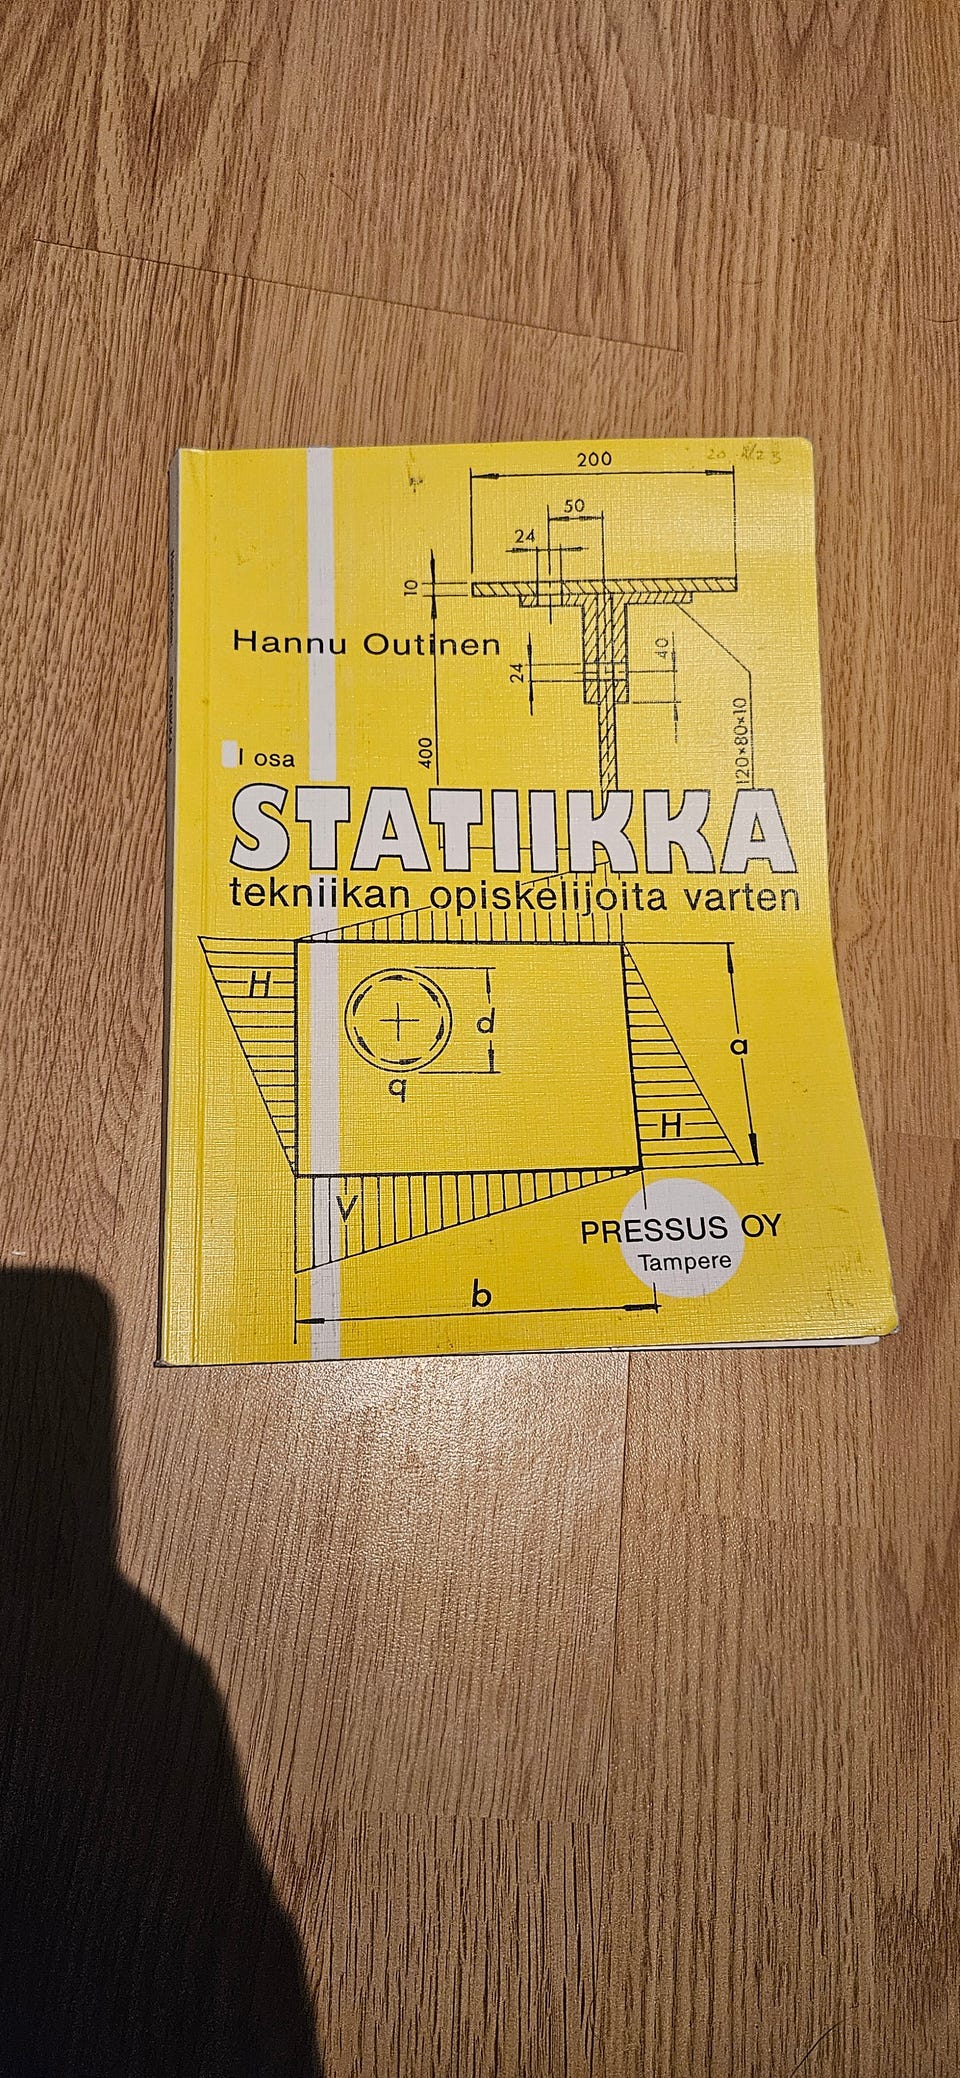 200
50
24
10
Hannu Outinen
24
40
400
120×80×10
I osa
STATIIKKA
tekniikan opiskelijoita varten
H
d
q
a
H
V
PRESSUS OY
Tampere
b